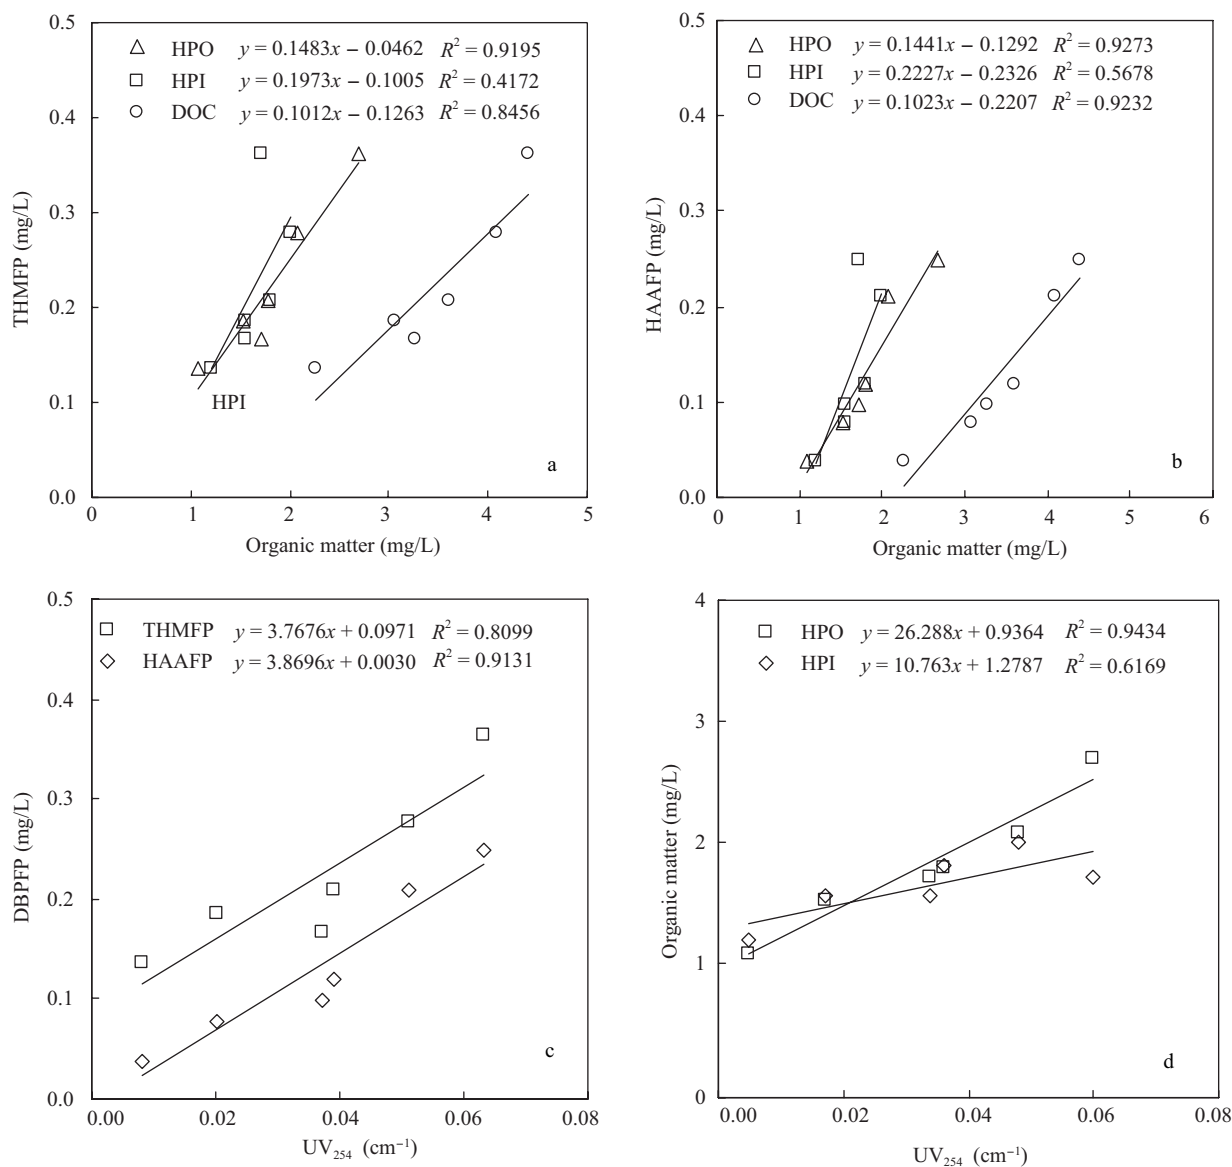 0.5
HPO y = 0.1483x − 0.0462 R² = 0.9195
HPI y = 0.1973x − 0.1005 R² = 0.4172
DOC y = 0.1012x − 0.1263 R² = 0.8456
0.4
0.3
0.2
0.1
0.0
THMFP (mg/L)
HPI
a
0 1 2 3 4 5
Organic matter (mg/L)
0.5
HPO y = 0.1441x − 0.1292 R² = 0.9273
HPI y = 0.2227x − 0.2326 R² = 0.5678
DOC y = 0.1023x − 0.2207 R² = 0.9232
0.4
0.3
0.2
0.1
0.0
HAAFP (mg/L)
b
0 1 2 3 4 5 6
Organic matter (mg/L)
0.5
THMFP y = 3.7676x + 0.0971 R² = 0.8099
HAAFP y = 3.8696x + 0.0030 R² = 0.9131
0.4
0.3
0.2
0.1
0.0
DBPFP (mg/L)
c
0.00 0.02 0.04 0.06 0.08
UV₂₅₄ (cm⁻¹)
4
HPO y = 26.288x + 0.9364 R² = 0.9434
HPI y = 10.763x + 1.2787 R² = 0.6169
3
2
1
0
Organic matter (mg/L)
d
0.00 0.02 0.04 0.06 0.08
UV₂₅₄ (cm⁻¹)